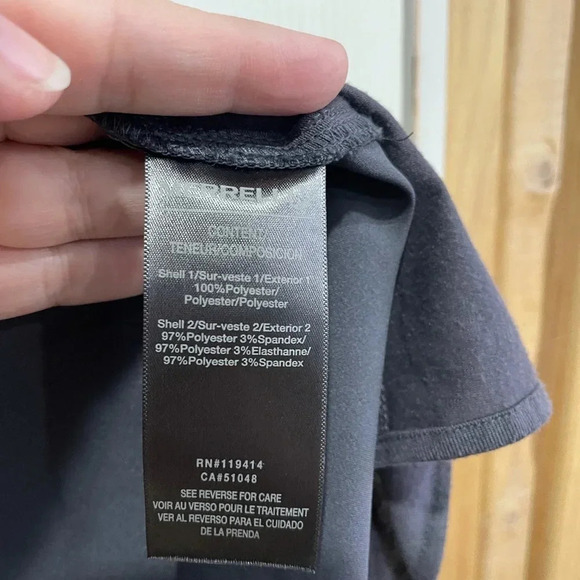 MERRELL
CONTENT/
TENEUR/COMPOSICION
Shell 1/Sur-veste 1/Exterior 1
100%Polyester/
Polyester/Polyester
Shell 2/Sur-veste 2/Exterior 2
97%Polyester 3%Spandex/
97%Polyester 3%Elasthanne/
97%Polyester 3%Spandex
RN#119414
CA#51048
SEE REVERSE FOR CARE
VOIR AU VERSO POUR LE TRAITEMENT
VER AL REVERSO PARA EL CUIDADO
DE LA PRENDA